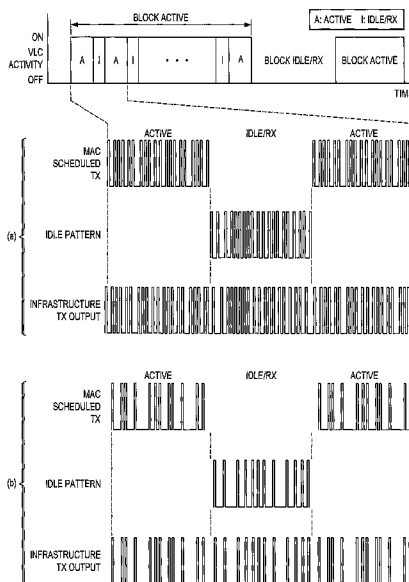 BLOCK ACTIVE
A: ACTIVE I: IDLE/RX
ON
VLC
ACTIVITY
OFF
A I A I . . . I A
BLOCK IDLE/RX
BLOCK ACTIVE
TIM
ACTIVE IDLE/RX ACTIVE
MAC
SCHEDULED
TX
(a)
IDLE PATTERN
INFRASTRUCTURE
TX OUTPUT
ACTIVE IDLE/RX ACTIVE
MAC
SCHEDULED
TX
(b)
IDLE PATTERN
INFRASTRUCTURE
TX OUTPUT